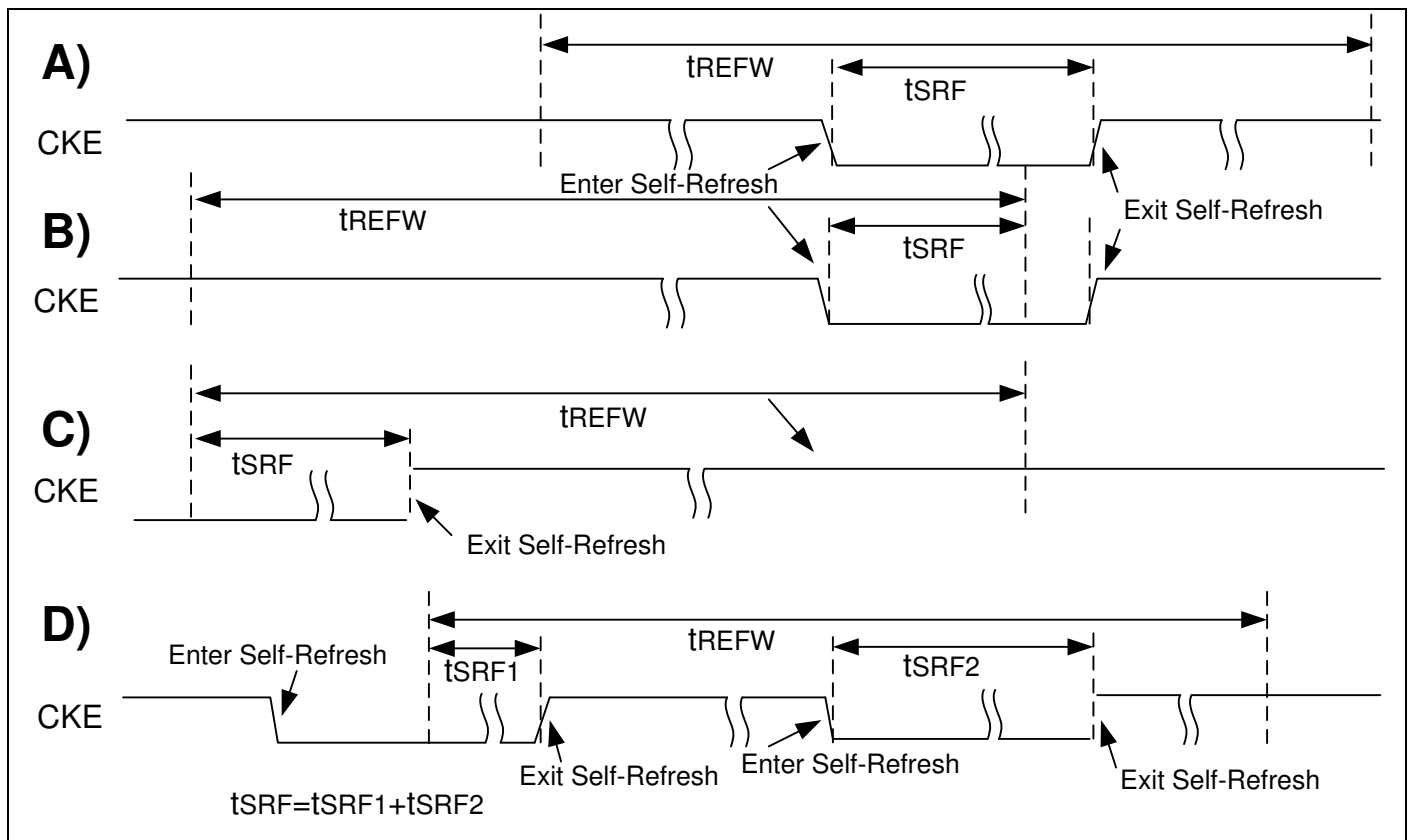 A)
tREFW
tSRF
CKE
Enter Self-Refresh
Exit Self-Refresh
B)
tREFW
tSRF
CKE
C)
tREFW
tSRF
CKE
Exit Self-Refresh
D)
Enter Self-Refresh
tREFW
tSRF1
tSRF2
CKE
Exit Self-Refresh
Enter Self-Refresh
Exit Self-Refresh
tSRF=tSRF1+tSRF2